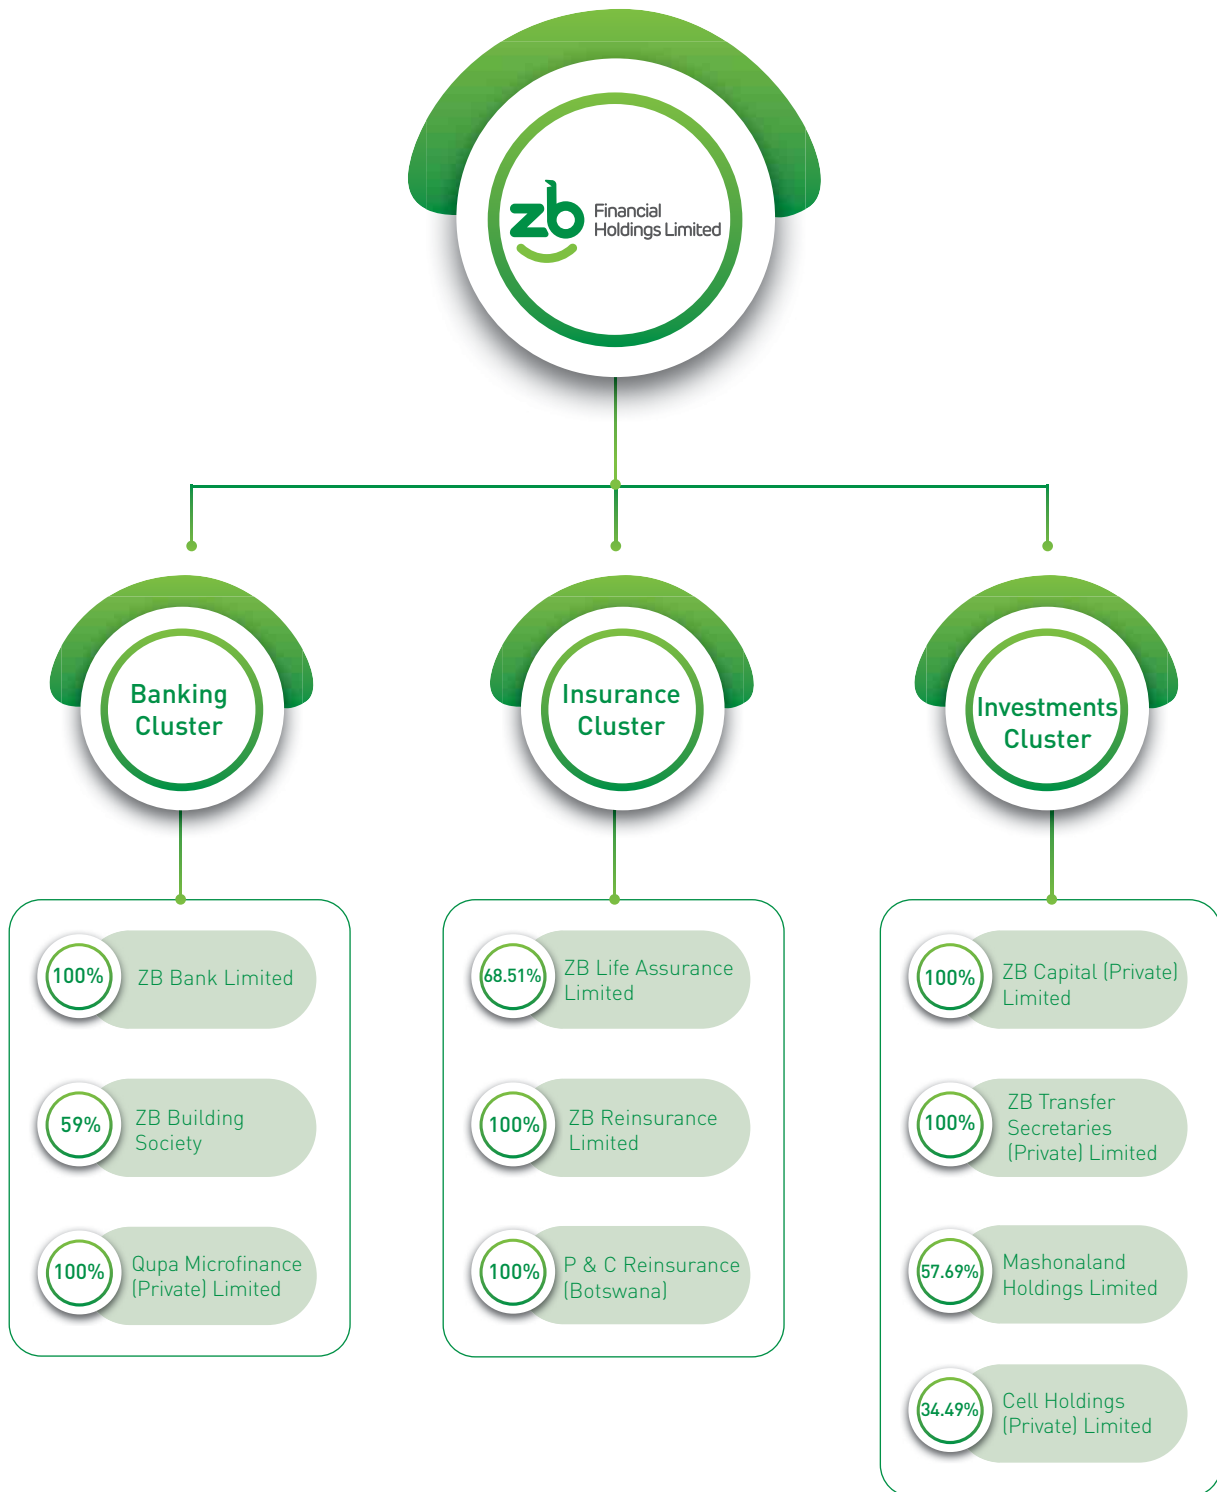 zb Financial
Holdings Limited
Banking
Cluster
Insurance
Cluster
Investments
Cluster
100%
ZB Bank Limited
59%
ZB Building
Society
100%
Qupa Microfinance
(Private) Limited
68.51%
ZB Life Assurance
Limited
100%
ZB Reinsurance
Limited
100%
P & C Reinsurance
(Botswana)
100%
ZB Capital (Private)
Limited
100%
ZB Transfer
Secretaries
(Private) Limited
57.69%
Mashonaland
Holdings Limited
34.49%
Cell Holdings
(Private) Limited